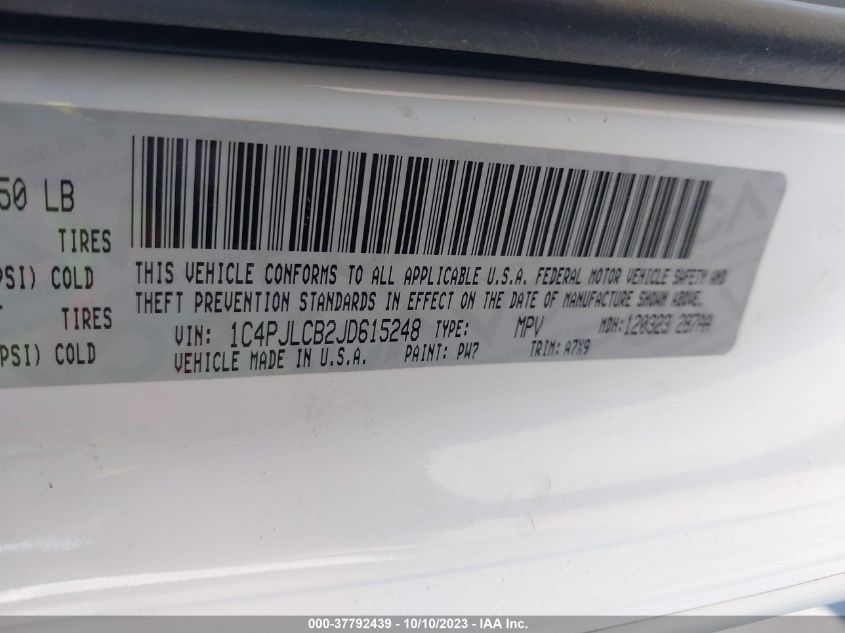 50 LB
TIRES
PSI) COLD
TIRES
PSI) COLD
THIS VEHICLE CONFORMS TO ALL APPLICABLE U.S.A. FEDERAL MOTOR VEHICLE SAFETY AND
THEFT PREVENTION STANDARDS IN EFFECT ON THE DATE OF MANUFACTURE SHOWN ABOVE.
VIN: 1C4PJLCB2JD615248 TYPE: MPV MDH: 120323 287AA
VEHICLE MADE IN U.S.A. PAINT: PW7 TRIM: A7X9
000-37792439 - 10/10/2023 - IAA Inc.